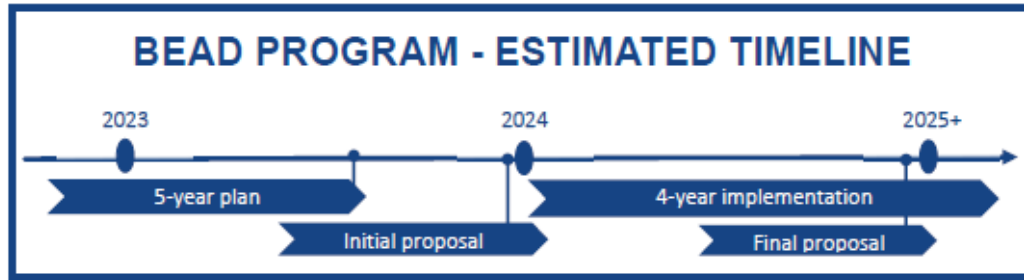 BEAD PROGRAM - ESTIMATED TIMELINE
2023
2024
2025+
5-year plan
4-year implementation
Initial proposal
Final proposal